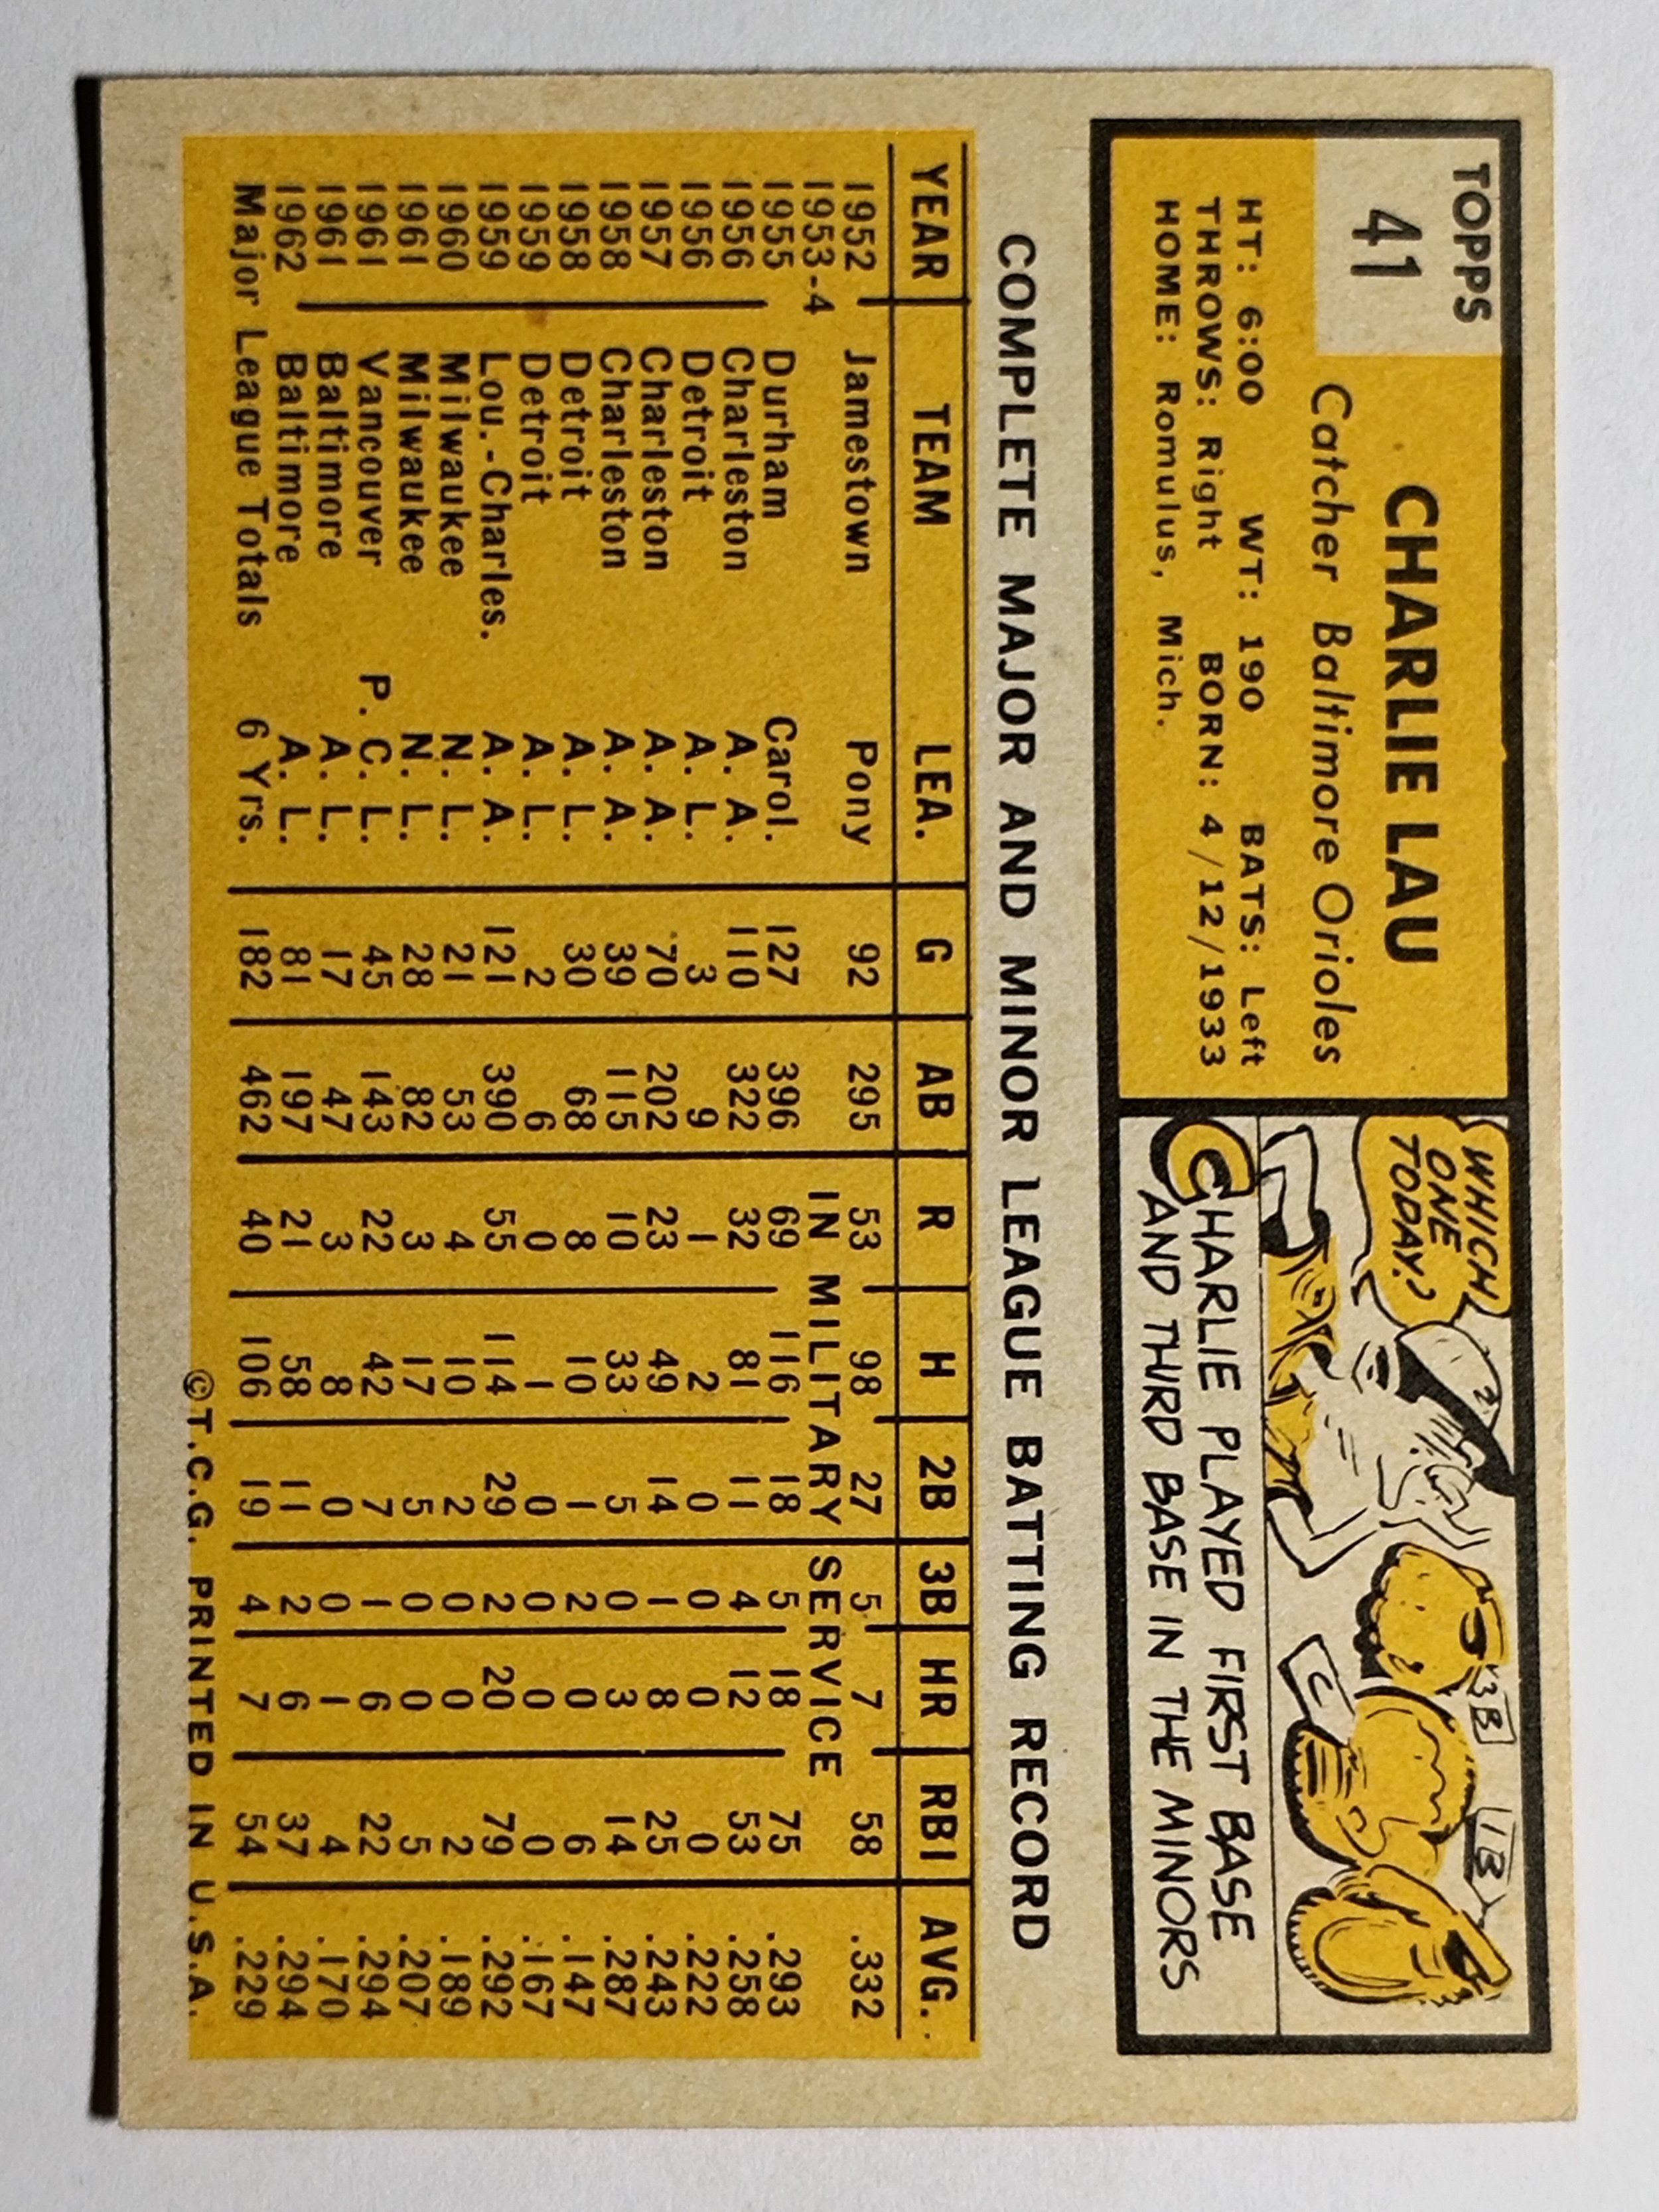 TOPPS
41
CHARLIE LAU
Catcher Baltimore Orioles
HT: 6:00 WT: 190 BATS: Left
THROWS: Right BORN: 4/12/1933
HOME: Romulus, Mich.
WHICH
ONE
TODAY?
3B
1B
C
CHARLIE PLAYED FIRST BASE
AND THIRD BASE IN THE MINORS
COMPLETE MAJOR AND MINOR LEAGUE BATTING RECORD
YEAR TEAM LEA. G AB R H 2B 3B HR RBI AVG.
1952 Jamestown Pony 92 295 53 98 27 5 7 58 .332
1953-4 IN MILITARY SERVICE
1955 Durham Carol. 127 396 69 116 18 5 18 75 .293
1956 Charleston A. A. 110 322 32 81 11 4 12 53 .258
1956 Detroit A. L. 3 9 1 2 0 0 0 0 .222
1957 Charleston A. A. 70 202 23 49 14 1 8 25 .243
1958 Charleston A. A. 39 115 10 33 5 0 3 14 .287
1958 Detroit A. L. 30 68 8 10 1 2 0 6 .147
1959 Detroit A. L. 2 6 0 1 0 0 0 0 .167
1959 Lou.-Charles. A. A. 121 390 55 114 29 2 20 79 .292
1960 Milwaukee N. L. 21 53 4 10 2 0 0 2 .189
1961 Milwaukee N. L. 28 82 3 17 5 0 0 5 .207
1961 Vancouver P. C. L. 45 143 22 42 7 1 6 22 .294
1961 Baltimore A. L. 17 47 3 8 0 0 1 4 .170
1962 Baltimore A. L. 81 197 21 58 11 2 6 37 .294
Major League Totals 6 Yrs. 182 462 40 106 19 4 7 54 .229
©T.C.G. PRINTED IN U.S.A.